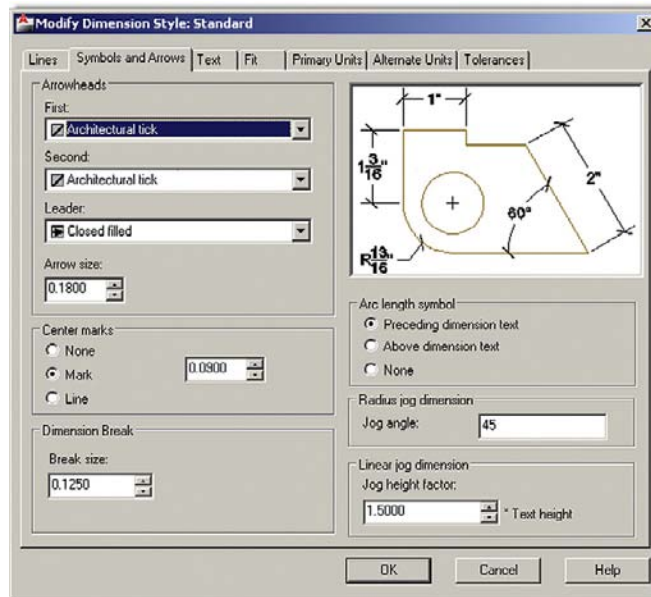 Modify Dimension Style: Standard
Lines
Symbols and Arrows
Text
Fit
Primary Units
Alternate Units
Tolerances
Arrowheads
First:
Architectural tick
Second:
Architectural tick
Leader:
Closed filled
Arrow size:
0.1800
Center marks
None
Mark
Line
0.0900
Dimension Break
Break size:
0.1250
1"
1 3/16"
2"
60°
R 13/16"
Arc length symbol
Preceding dimension text
Above dimension text
None
Radius jog dimension
Jog angle:
45
Linear jog dimension
Jog height factor:
1.5000
* Text height
OK
Cancel
Help